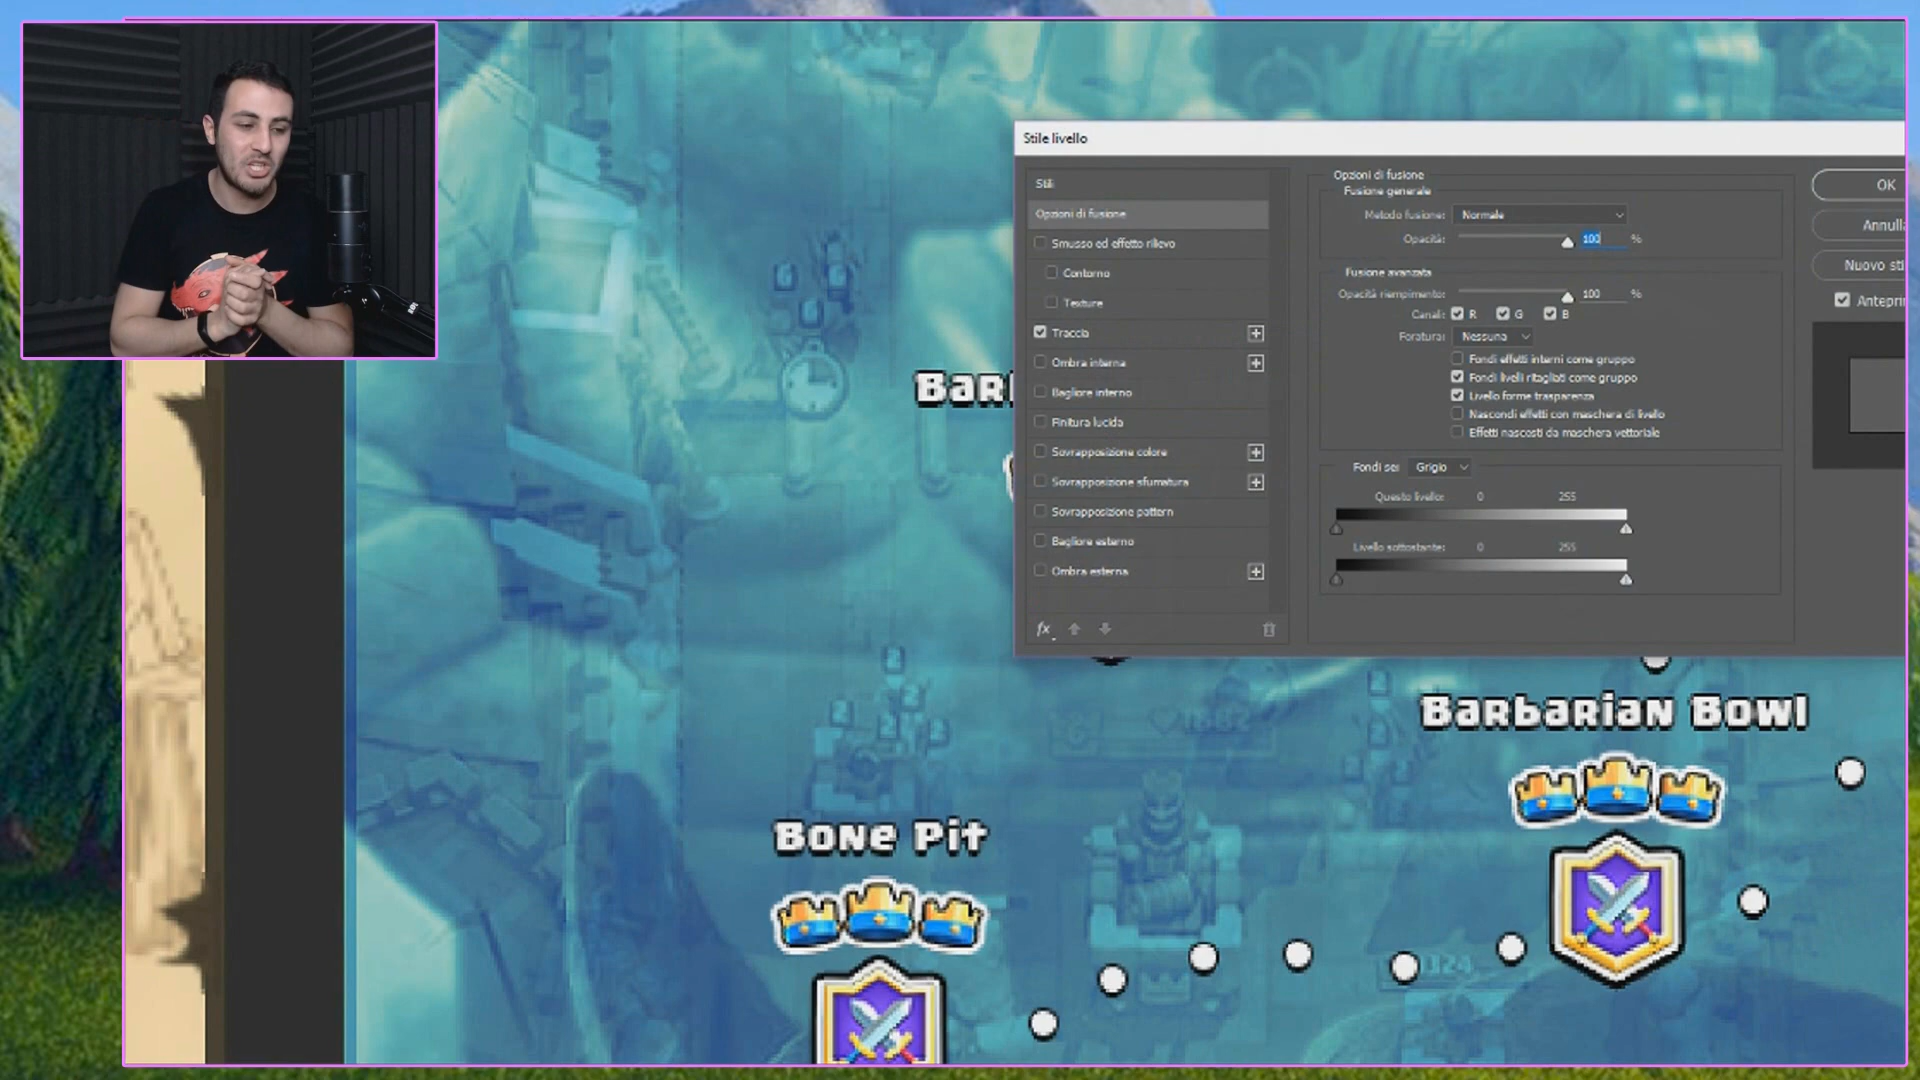 Stile livello
Stili
Opzioni di fusione
Smusso ed effetto rilievo
Contorno
Texture
Traccia
Ombra interna
Bagliore interno
Finitura lucida
Sovrapposizione colore
Sovrapposizione sfumatura
Sovrapposizione pattern
Bagliore esterno
Ombra esterna
fx
Opzioni di fusione
Fusione generale
Metodo fusione: Normale
Opacità: 100 %
Fusione avanzata
Opacità riempimento: 100 %
Canali: R G B
Foratura: Nessuna
Fondi effetti interni come gruppo
Fondi livelli ritagliati come gruppo
Livello forme trasparenza
Nascondi effetti con maschera di livello
Effetti nascosti da maschera vettoriale
Fondi se: Grigio
Questo livello: 0 255
Livello sottostante: 0 255
OK
Annulla
Nuovo sti
Antepri
Barb
Barbarian Bowl
Bone Pit